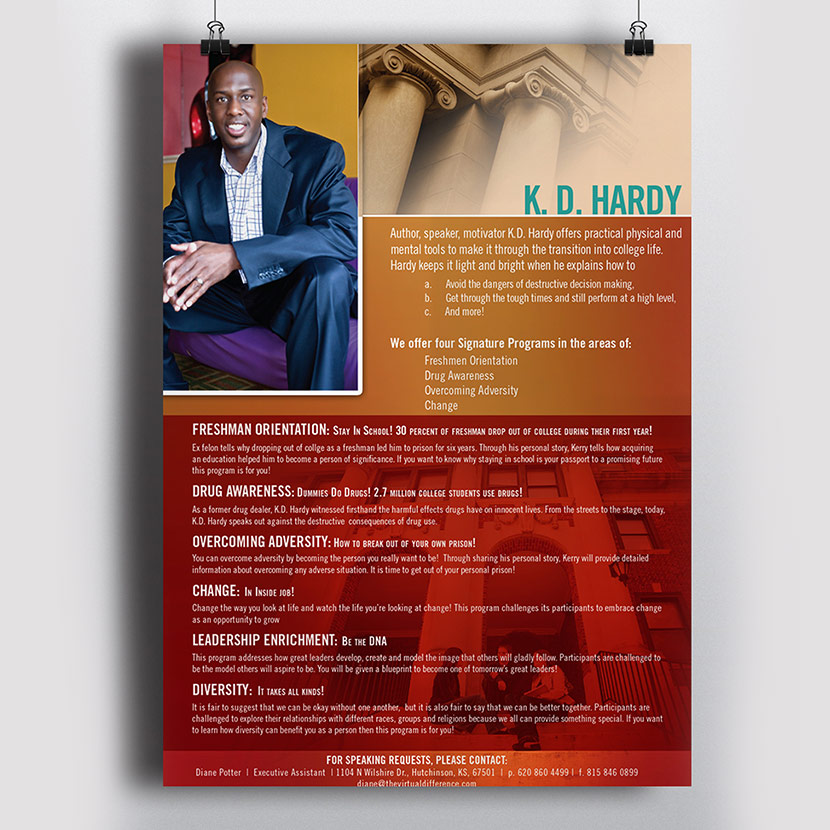 K. D. HARDY
Author, speaker, motivator K.D. Hardy offers practical physical and
mental tools to make it through the transition into college life.
Hardy keeps it light and bright when he explains how to
a. Avoid the dangers of destructive decision making,
b. Get through the tough times and still perform at a high level,
c. And more!
We offer four Signature Programs in the areas of:
Freshmen Orientation
Drug Awareness
Overcoming Adversity
Change
FRESHMAN ORIENTATION: STAY IN SCHOOL! 30 PERCENT OF FRESHMAN DROP OUT OF COLLEGE DURING THEIR FIRST YEAR!
Ex felon tells why dropping out of collge as a freshman led him to prison for six years. Through his personal story, Kerry tells how acquiring
an education helped him to become a person of significance. If you want to know why staying in school is your passport to a promising future
this program is for you!
DRUG AWARENESS: DUMMIES DO DRUGS! 2.7 MILLION COLLEGE STUDENTS USE DRUGS!
As a former drug dealer, K.D. Hardy witnessed firsthand the harmful effects drugs have on innocent lives. From the streets to the stage, today,
K.D. Hardy speaks out against the destructive consequences of drug use.
OVERCOMING ADVERSITY: HOW TO BREAK OUT OF YOUR OWN PRISON!
You can overcome adversity by becoming the person you really want to be! Through sharing his personal story, Kerry will provide detailed
information about overcoming any adverse situation. It is time to get out of your personal prison!
CHANGE: IN INSIDE JOB!
Change the way you look at life and watch the life you're looking at change! This program challenges its participants to embrace change
as an opportunity to grow
LEADERSHIP ENRICHMENT: BE THE DNA
This program addresses how great leaders develop, create and model the image that others will gladly follow. Participants are challenged to
be the model others will aspire to be. You will be given a blueprint to become one of tomorrow's great leaders!
DIVERSITY: IT TAKES ALL KINDS!
It is fair to suggest that we can be okay without one another, but it is also fair to say that we can be better together. Participants are
challenged to explore their relationships with different races, groups and religions because we all can provide something special. If you want
to learn how diversity can benefit you as a person then this program is for you!
FOR SPEAKING REQUESTS, PLEASE CONTACT:
Diane Potter | Executive Assistant | 1104 N Wilshire Dr., Hutchinson, KS, 67501 | p. 620 860 4499 | f. 815 846 0899
diane@thevirtualdifference.com